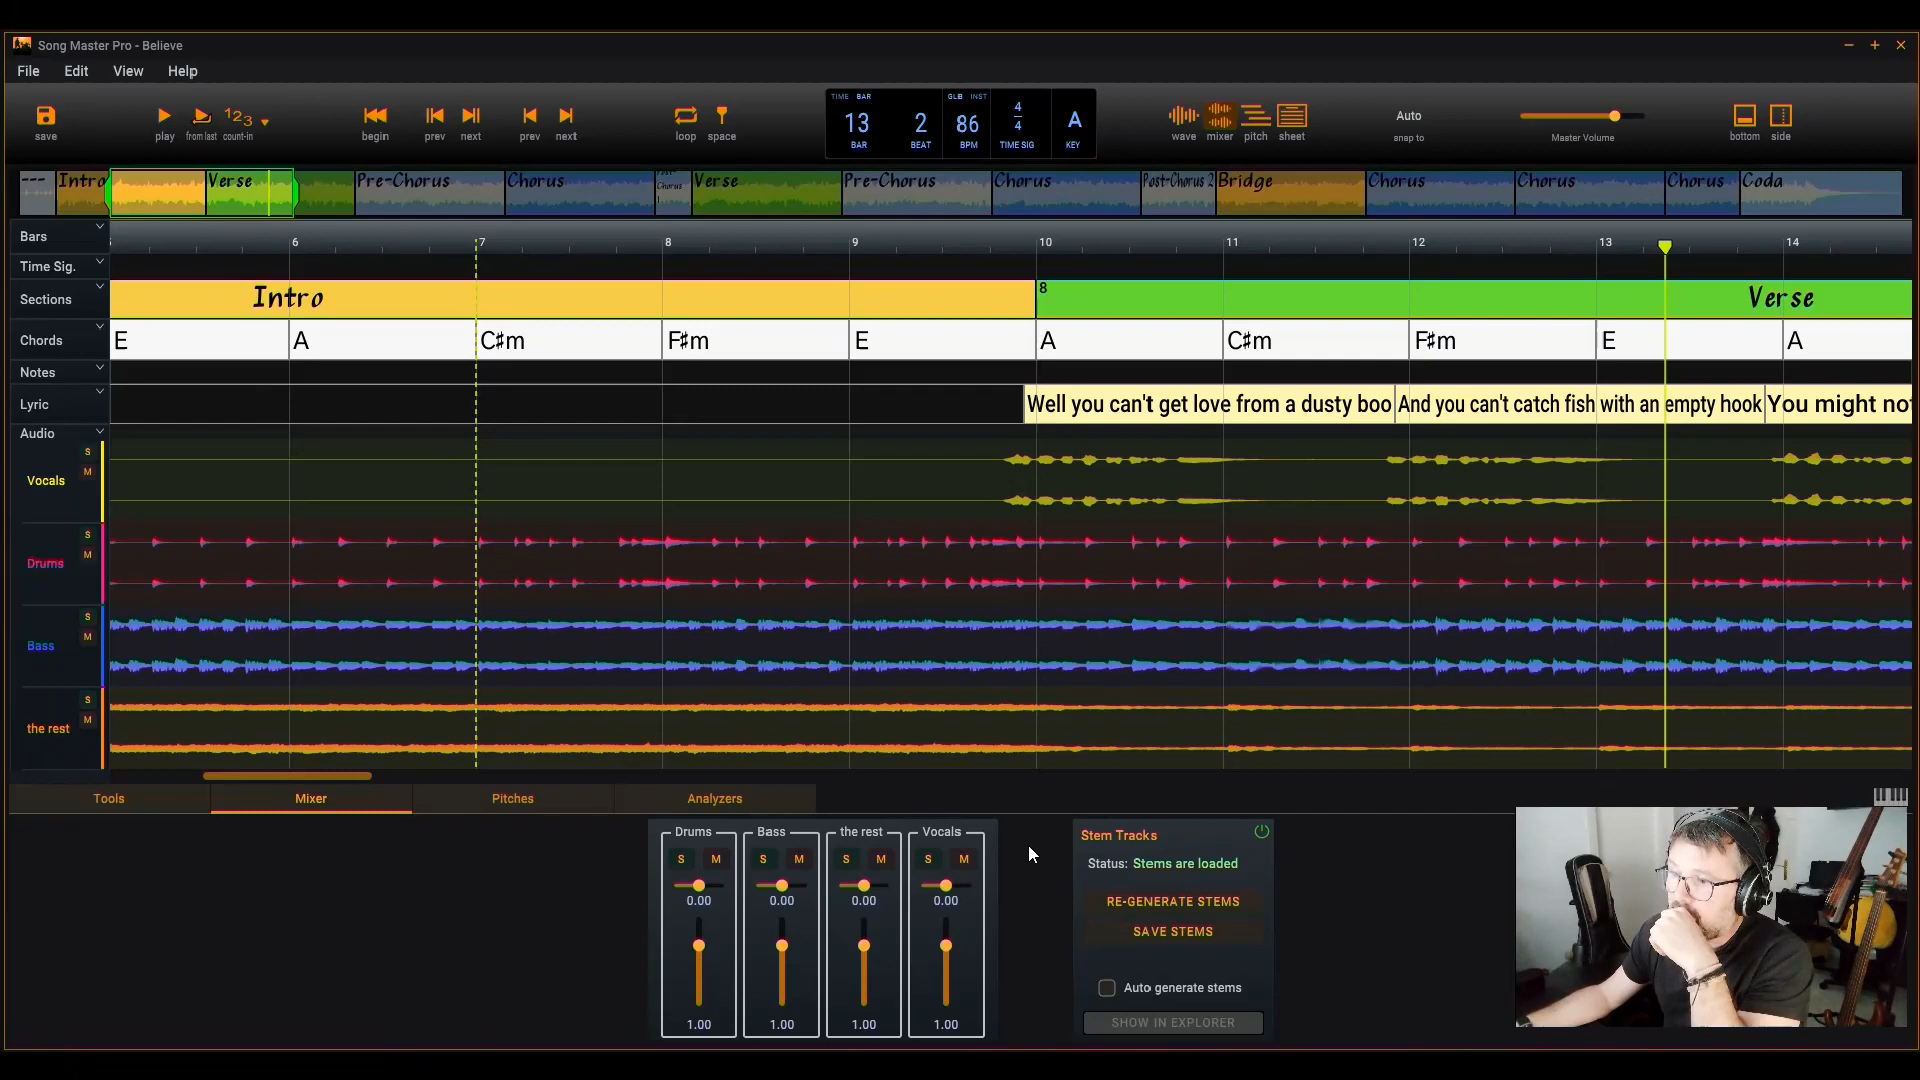 Song Master Pro - Believe
File Edit View Help
save play from last count-in begin prev next prev next loop space
123
TIME BAR GLB INST
13 2 86 4 4 A
BAR BEAT BPM TIME SIG KEY
wave mixer pitch sheet
Auto
snap to
Master Volume
bottom side
--- Intro Verse Pre-Chorus Chorus Post-Chorus 1 Verse Pre-Chorus Chorus Post-Chorus 2 Bridge Chorus Chorus Chorus Coda
Bars 6 7 8 9 10 11 12 13 14
Time Sig.
Sections Intro 8 Verse
Chords E A C♯m F♯m E A C♯m F♯m E A
Notes
Lyric Well you can't get love from a dusty boo And you can't catch fish with an empty hook You might not
Audio
Vocals S M
Drums S M
Bass S M
the rest S M
Tools Mixer Pitches Analyzers
Drums Bass the rest Vocals
S M S M S M S M
0.00 0.00 0.00 0.00
1.00 1.00 1.00 1.00
Stem Tracks
Status: Stems are loaded
RE-GENERATE STEMS
SAVE STEMS
Auto generate stems
SHOW IN EXPLORER